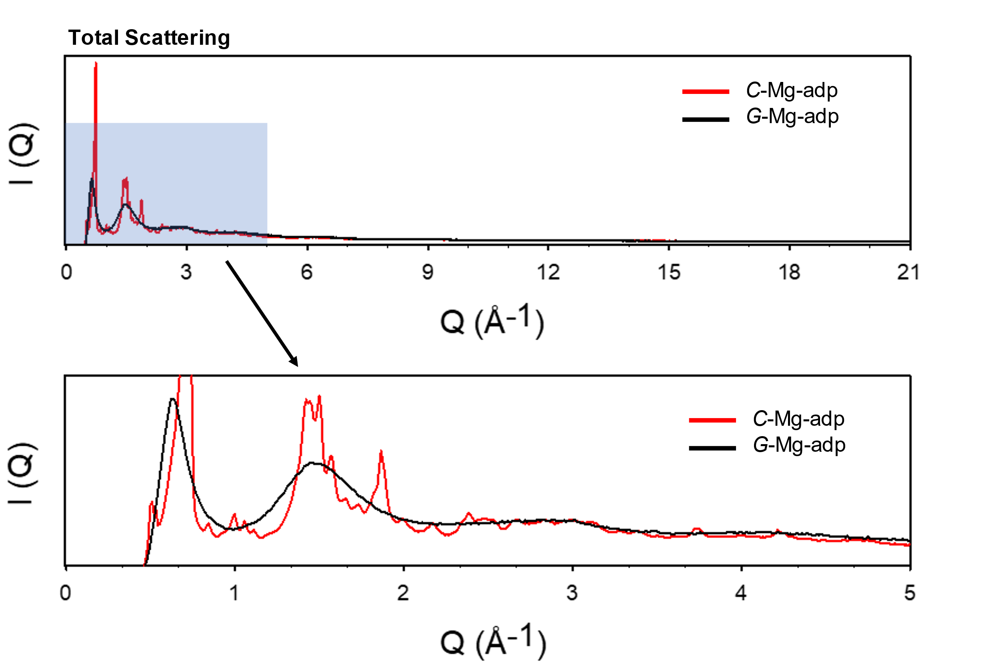 Total Scattering
C-Mg-adp
G-Mg-adp
I (Q)
0 3 6 9 12 15 18 21
Q (Å-1)
C-Mg-adp
G-Mg-adp
I (Q)
0 1 2 3 4 5
Q (Å-1)